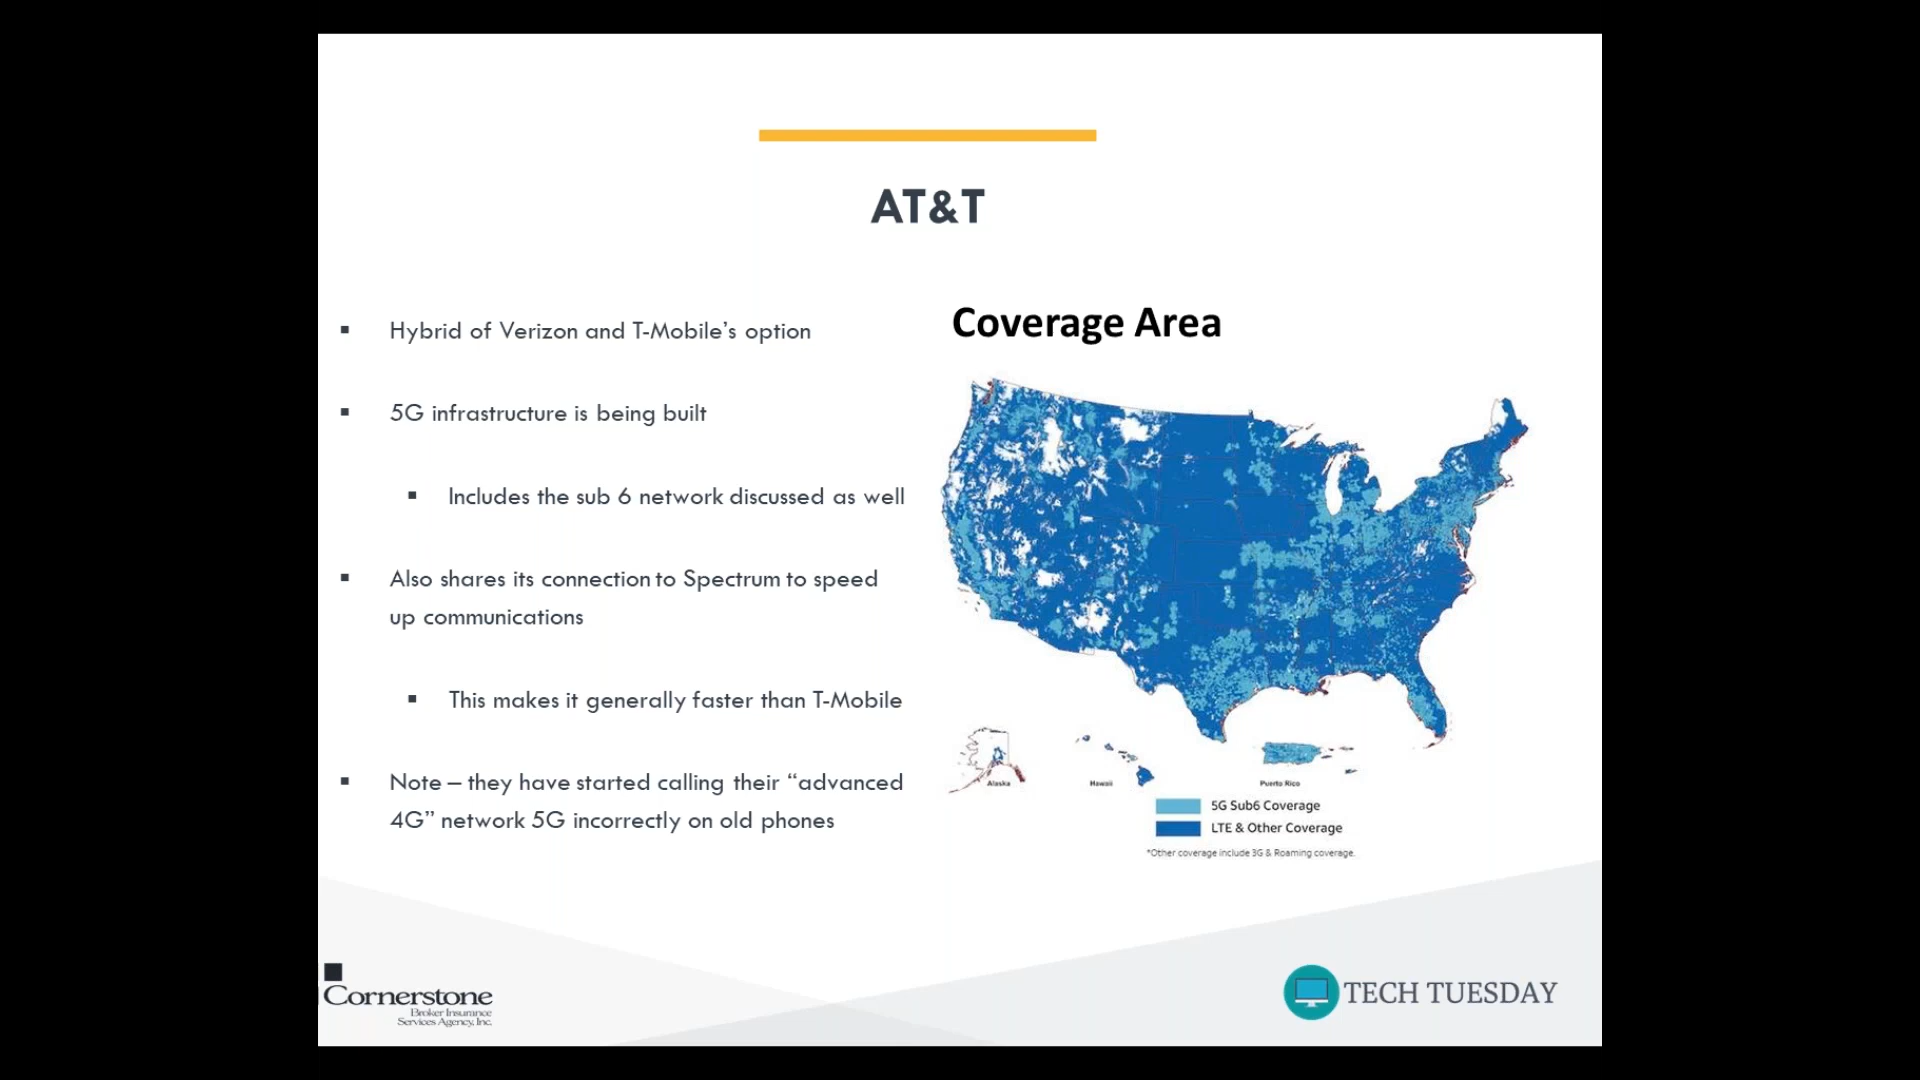 AT&T
Hybrid of Verizon and T-Mobile's option
5G infrastructure is being built
Includes the sub 6 network discussed as well
Also shares its connection to Spectrum to speed
up communications
This makes it generally faster than T-Mobile
Note – they have started calling their “advanced
4G” network 5G incorrectly on old phones
Coverage Area
Alaska
Hawaii
Puerto Rico
5G Sub6 Coverage
LTE & Other Coverage
*Other coverage include 3G & Roaming coverage.
Cornerstone
Broker Insurance
Services Agency, Inc.
TECH TUESDAY